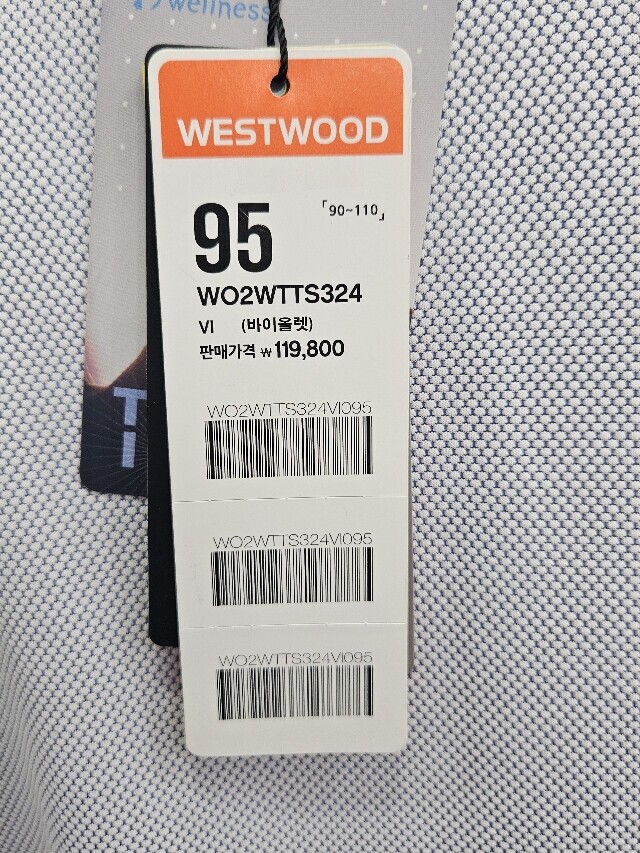 wellness
WESTWOOD
95 「90~110」
WO2WTTS324
VI (바이올렛)
판매가격 ₩119,800
WO2WTTS324VI095
WO2WTTS324VI095
WO2WTTS324VI095